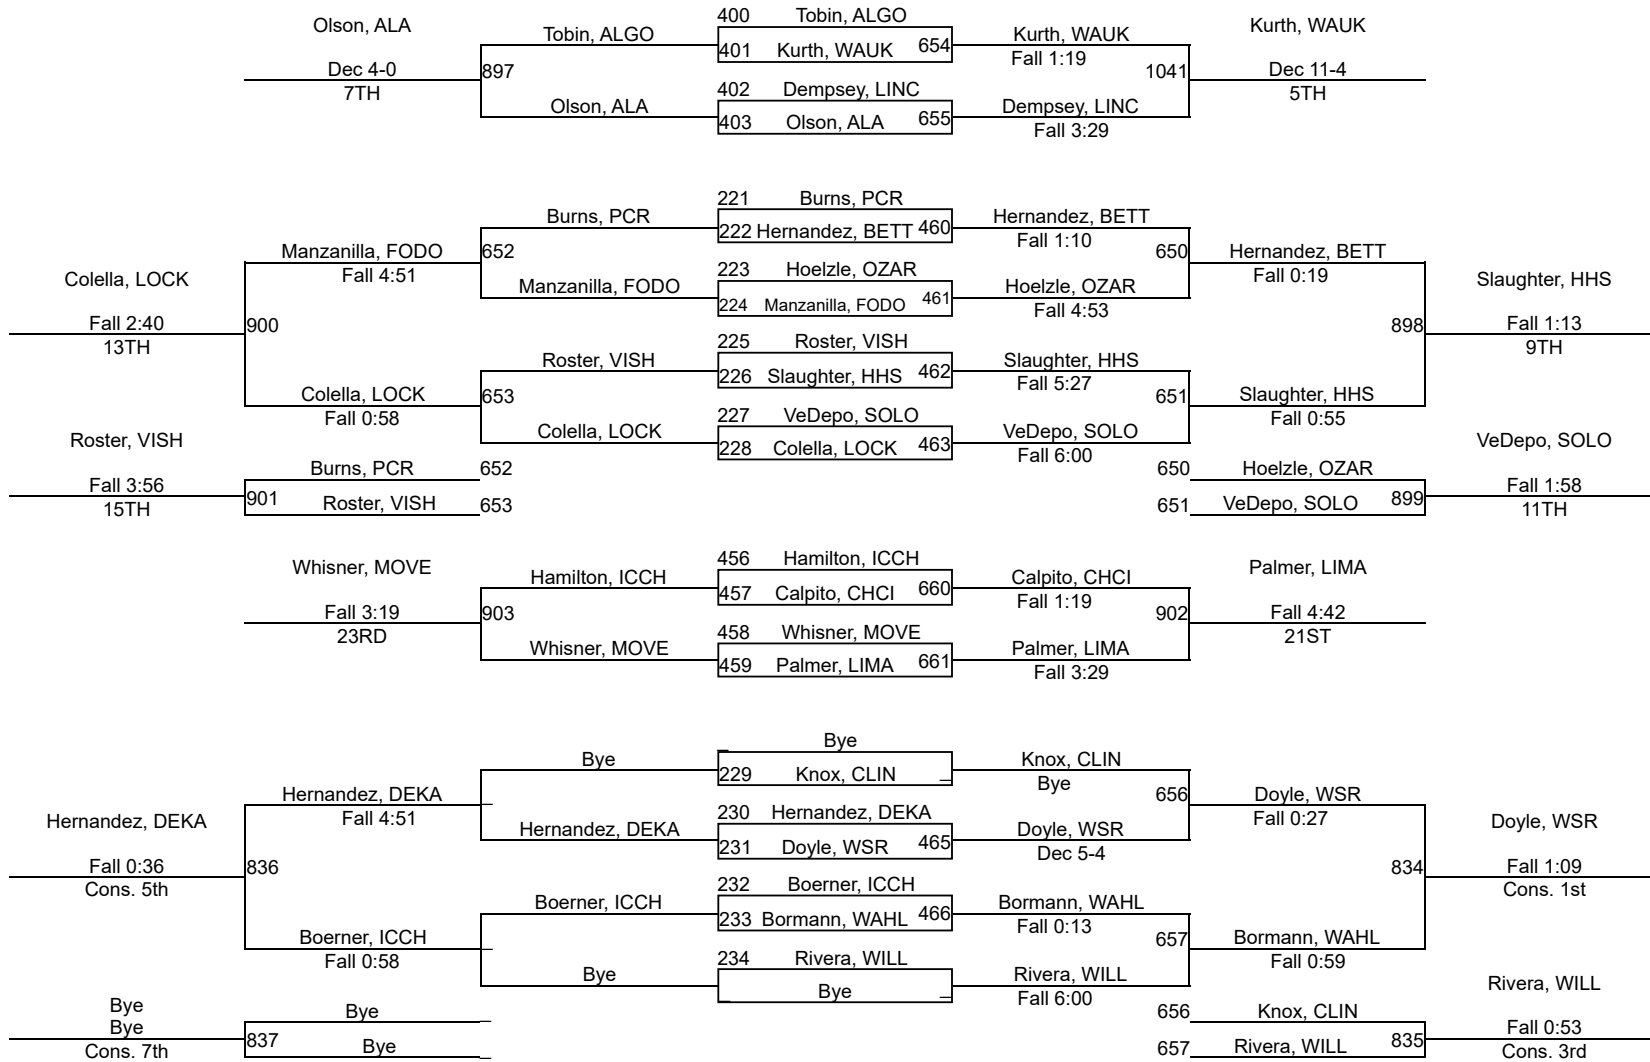 400 Tobin, ALGO
Olson, ALA Tobin, ALGO 401 Kurth, WAUK 654 Kurth, WAUK Kurth, WAUK
Fall 1:19
Dec 4-0 897 1041 Dec 11-4
7TH 402 Dempsey, LINC 5TH
Olson, ALA 403 Olson, ALA 655 Dempsey, LINC
Fall 3:29
221 Burns, PCR
Burns, PCR 222 Hernandez, BETT 460 Hernandez, BETT
Fall 1:10
Manzanilla, FODO 652 650 Hernandez, BETT
Fall 4:51 223 Hoelzle, OZAR Fall 0:19
Colella, LOCK Manzanilla, FODO 224 Manzanilla, FODO 461 Hoelzle, OZAR Slaughter, HHS
Fall 4:53
Fall 2:40 900 898 Fall 1:13
13TH 225 Roster, VISH 9TH
Roster, VISH 226 Slaughter, HHS 462 Slaughter, HHS
Fall 5:27
Colella, LOCK 653 651 Slaughter, HHS
Fall 0:58 227 VeDepo, SOLO Fall 0:55
Roster, VISH Colella, LOCK 228 Colella, LOCK 463 VeDepo, SOLO VeDepo, SOLO
Fall 6:00
Burns, PCR 652 650 Hoelzle, OZAR
Fall 3:56 Fall 1:58
901 Roster, VISH 653 651 VeDepo, SOLO 899
15TH 11TH
456 Hamilton, ICCH
Whisner, MOVE Hamilton, ICCH 457 Calpito, CHCI 660 Calpito, CHCI Palmer, LIMA
Fall 1:19
Fall 3:19 903 902 Fall 4:42
23RD 458 Whisner, MOVE 21ST
Whisner, MOVE 459 Palmer, LIMA 661 Palmer, LIMA
Fall 3:29
_ Bye
Bye 229 Knox, CLIN _ Knox, CLIN
Bye
Hernandez, DEKA _ 656 Doyle, WSR
Fall 4:51 230 Hernandez, DEKA Fall 0:27
Hernandez, DEKA Hernandez, DEKA 231 Doyle, WSR 465 Doyle, WSR Doyle, WSR
Dec 5-4
Fall 0:36 836 834 Fall 1:09
Cons. 5th 232 Boerner, ICCH Cons. 1st
Boerner, ICCH 233 Bormann, WAHL 466 Bormann, WAHL
Fall 0:13
Boerner, ICCH _ 657 Bormann, WAHL
Fall 0:58 234 Rivera, WILL Fall 0:59
Bye _ Bye _ Rivera, WILL Rivera, WILL
Fall 6:00
Bye Bye _ 656 Knox, CLIN
Bye Fall 0:53
837 Bye _ 657 Rivera, WILL 835
Cons. 7th Cons. 3rd